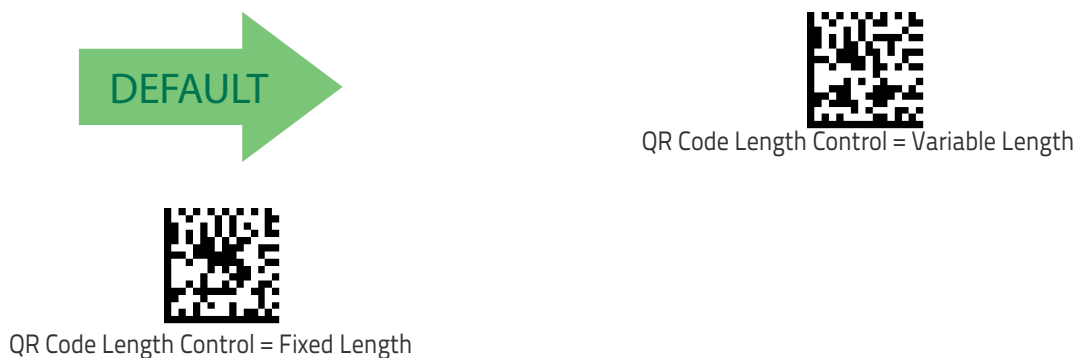 DEFAULT
QR Code Length Control = Variable Length
QR Code Length Control = Fixed Length